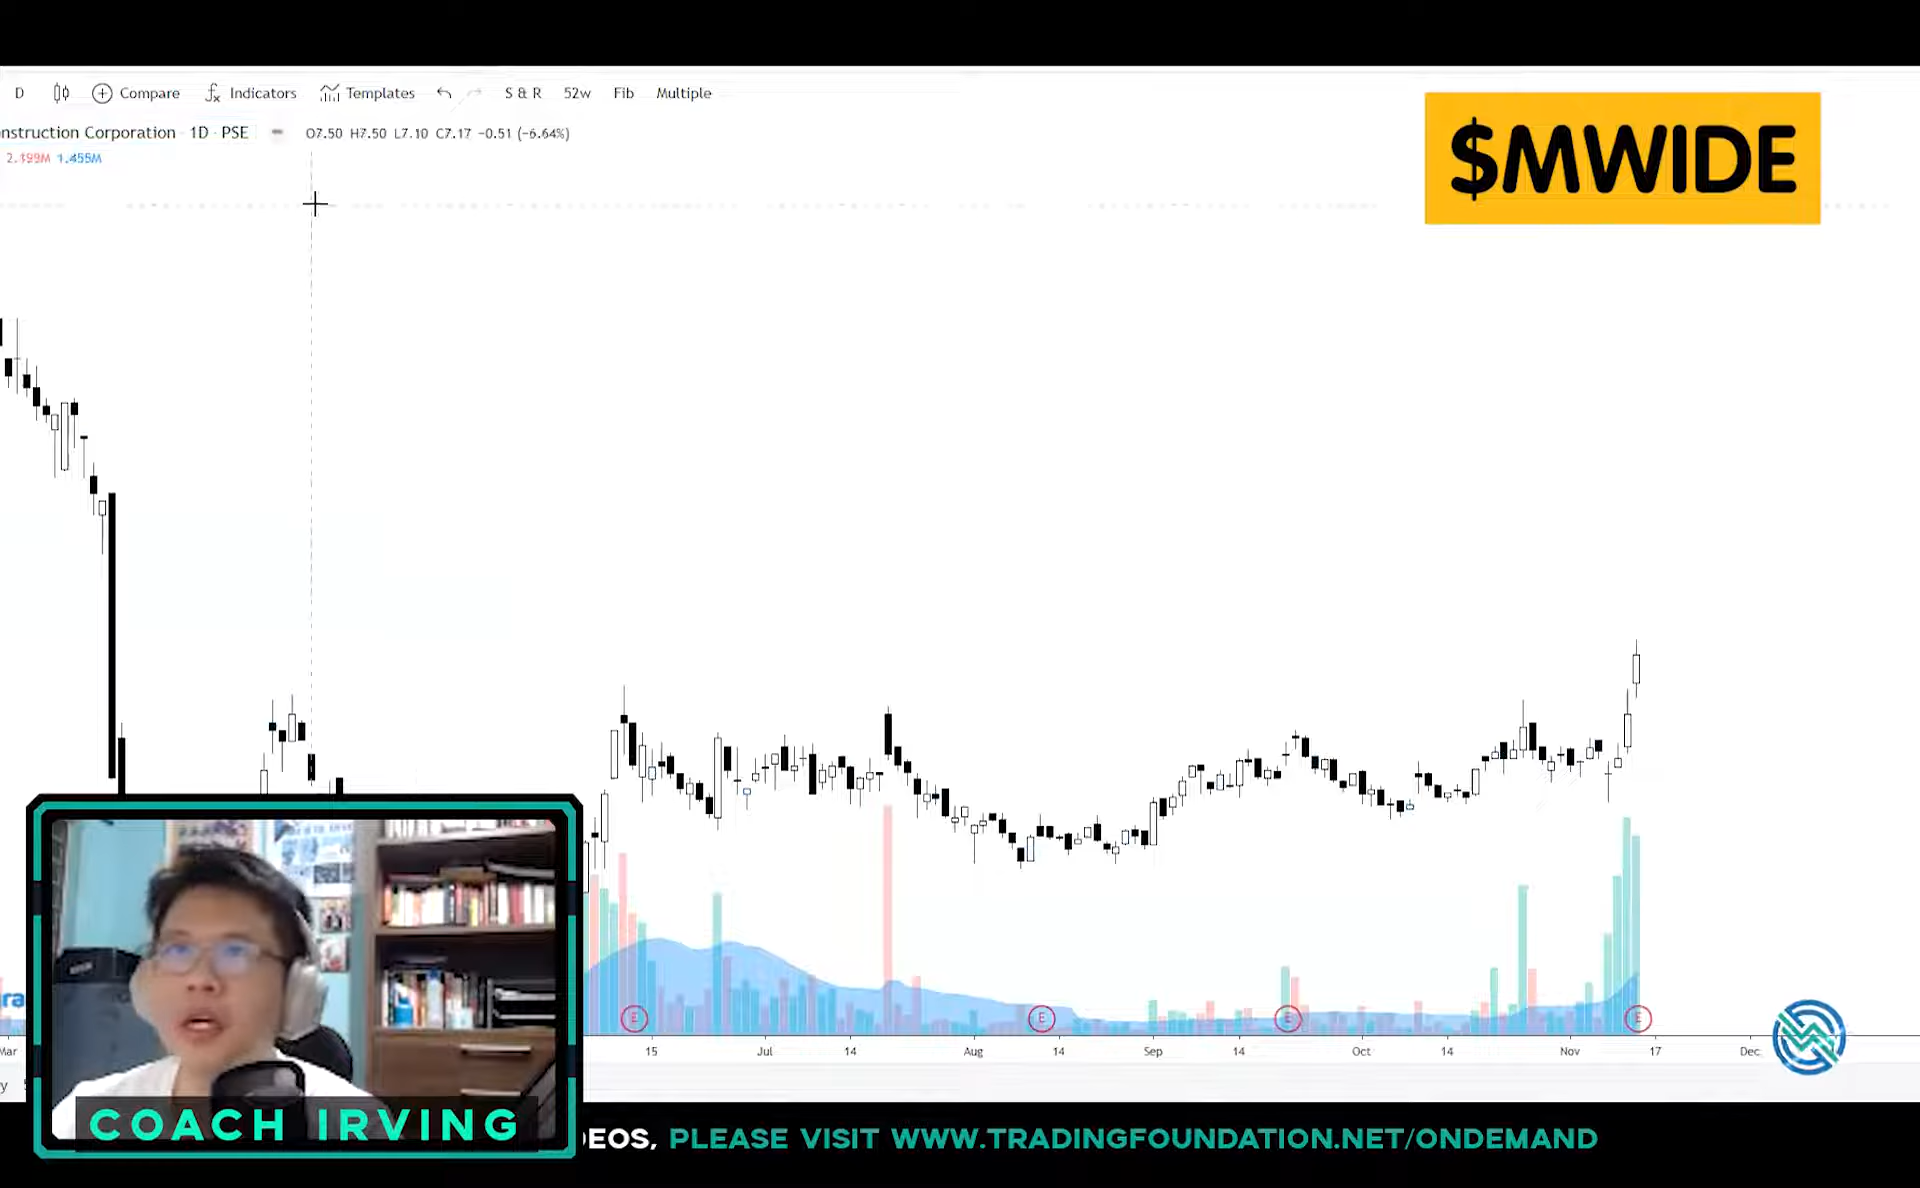 D Compare Indicators Templates S & R 52w Fib Multiple
nstruction Corporation · 1D · PSE O7.50 H7.50 L7.10 C7.17 −0.51 (−6.64%)
2.199M 1.455M
$MWIDE
E E E E
Mar 15 Jul 14 Aug 14 Sep 14 Oct 14 Nov 17 Dec
COACH IRVING
DEOS, PLEASE VISIT WWW.TRADINGFOUNDATION.NET/ONDEMAND